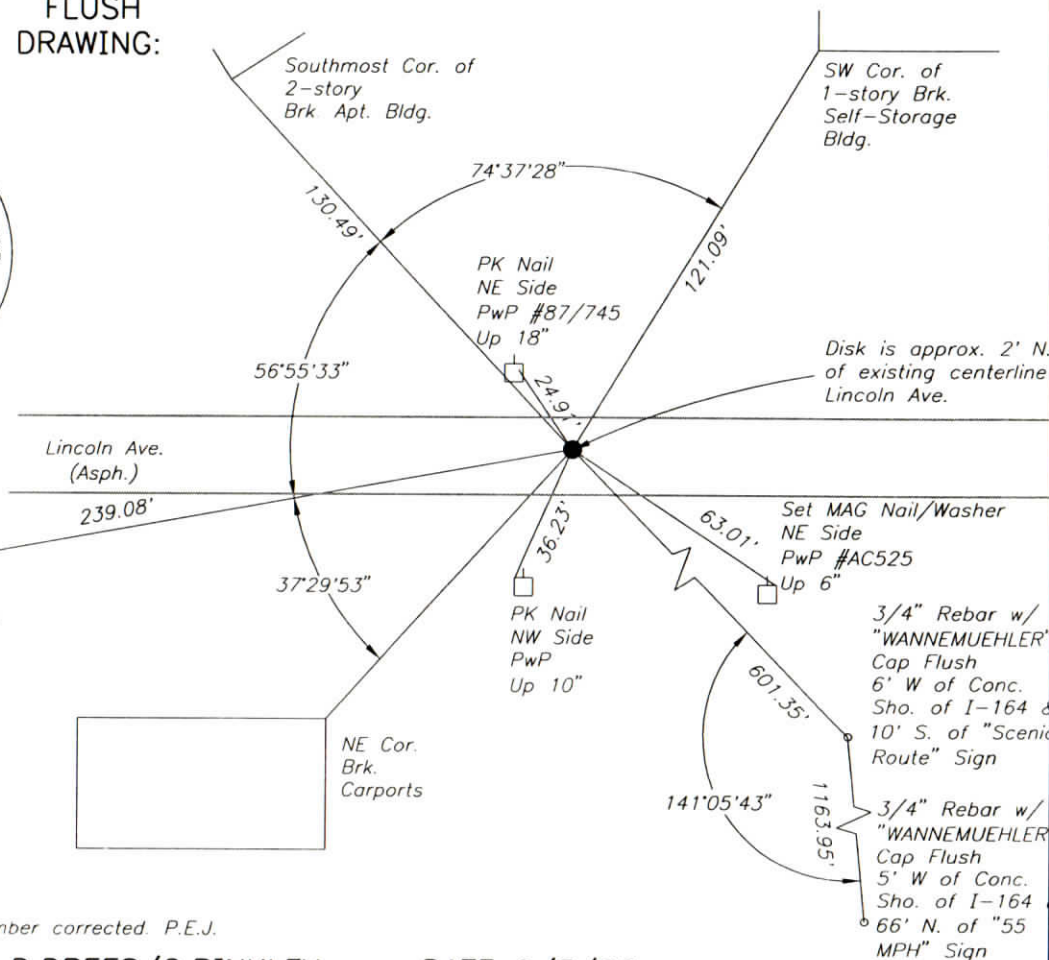 FLUSH
DRAWING:
Southmost Cor. of
2-story
Brk Apt. Bldg.
SW Cor. of
1-story Brk.
Self-Storage
Bldg.
74°37'28"
130.49'
121.09'
PK Nail
NE Side
PwP #87/745
Up 18"
24.91'
56°55'33"
Disk is approx. 2' N.
of existing centerline
Lincoln Ave.
Lincoln Ave.
(Asph.)
239.08'
36.23'
63.01'
Set MAG Nail/Washer
NE Side
PwP #AC525
Up 6"
37°29'53"
PK Nail
NW Side
PwP
Up 10"
601.35'
3/4" Rebar w/
"WANNEMUEHLER"
Cap Flush
6' W of Conc.
Sho. of I-164 &
10' S. of "Scenic
Route" Sign
NE Cor.
Brk.
Carports
141°05'43"
1163.95'
3/4" Rebar w/
"WANNEMUEHLER
Cap Flush
5' W of Conc.
Sho. of I-164
66' N. of "55
MPH" Sign
corrected. P.E.J.